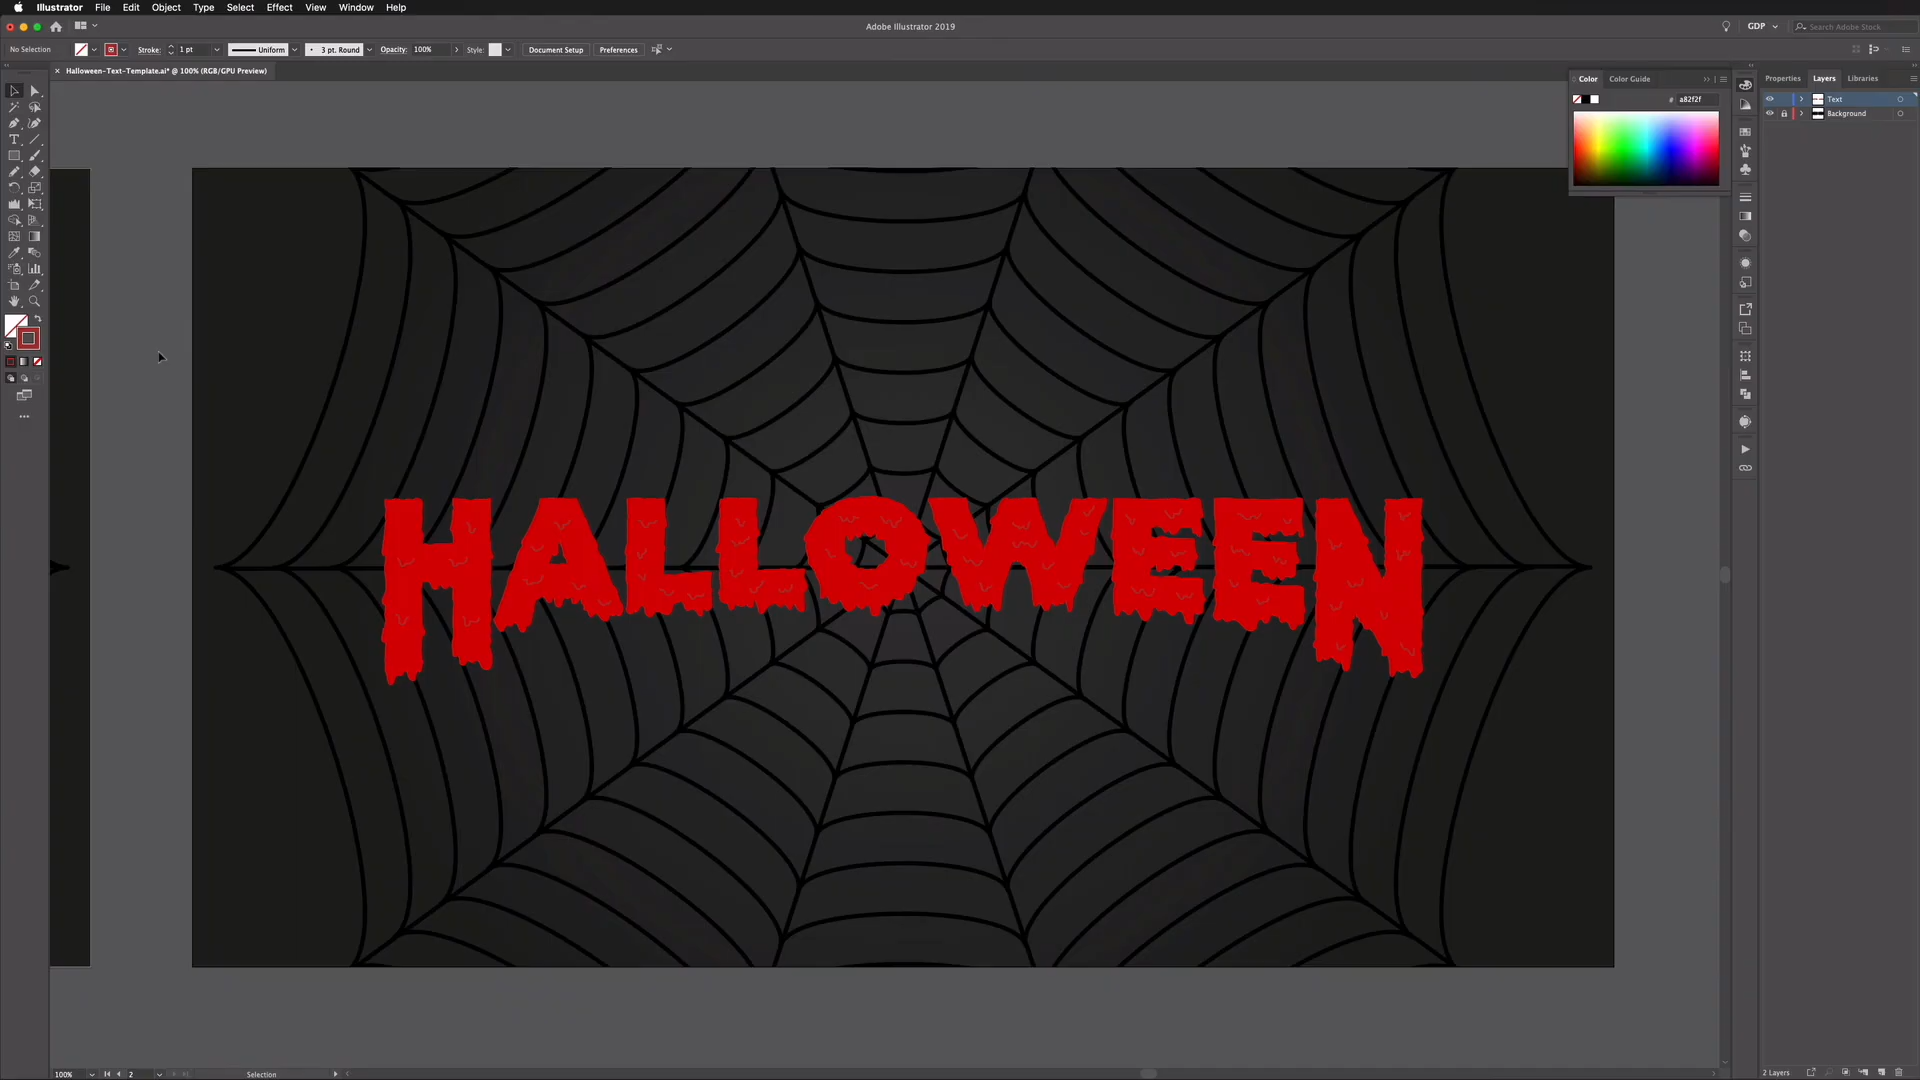 Illustrator File Edit Object Type Select Effect View Window Help
Adobe Illustrator 2019
GDP
Search Adobe Stock
No Selection Stroke: 1 pt Uniform 3 pt. Round Opacity: 100% Style: Document Setup Preferences
Halloween-Text-Template.ai* @ 100% (RGB/GPU Preview)
Color Color Guide
# a82f2f
Properties Layers Libraries
Text
Background
HALLOWEEN
100% 2 Selection
2 Layers